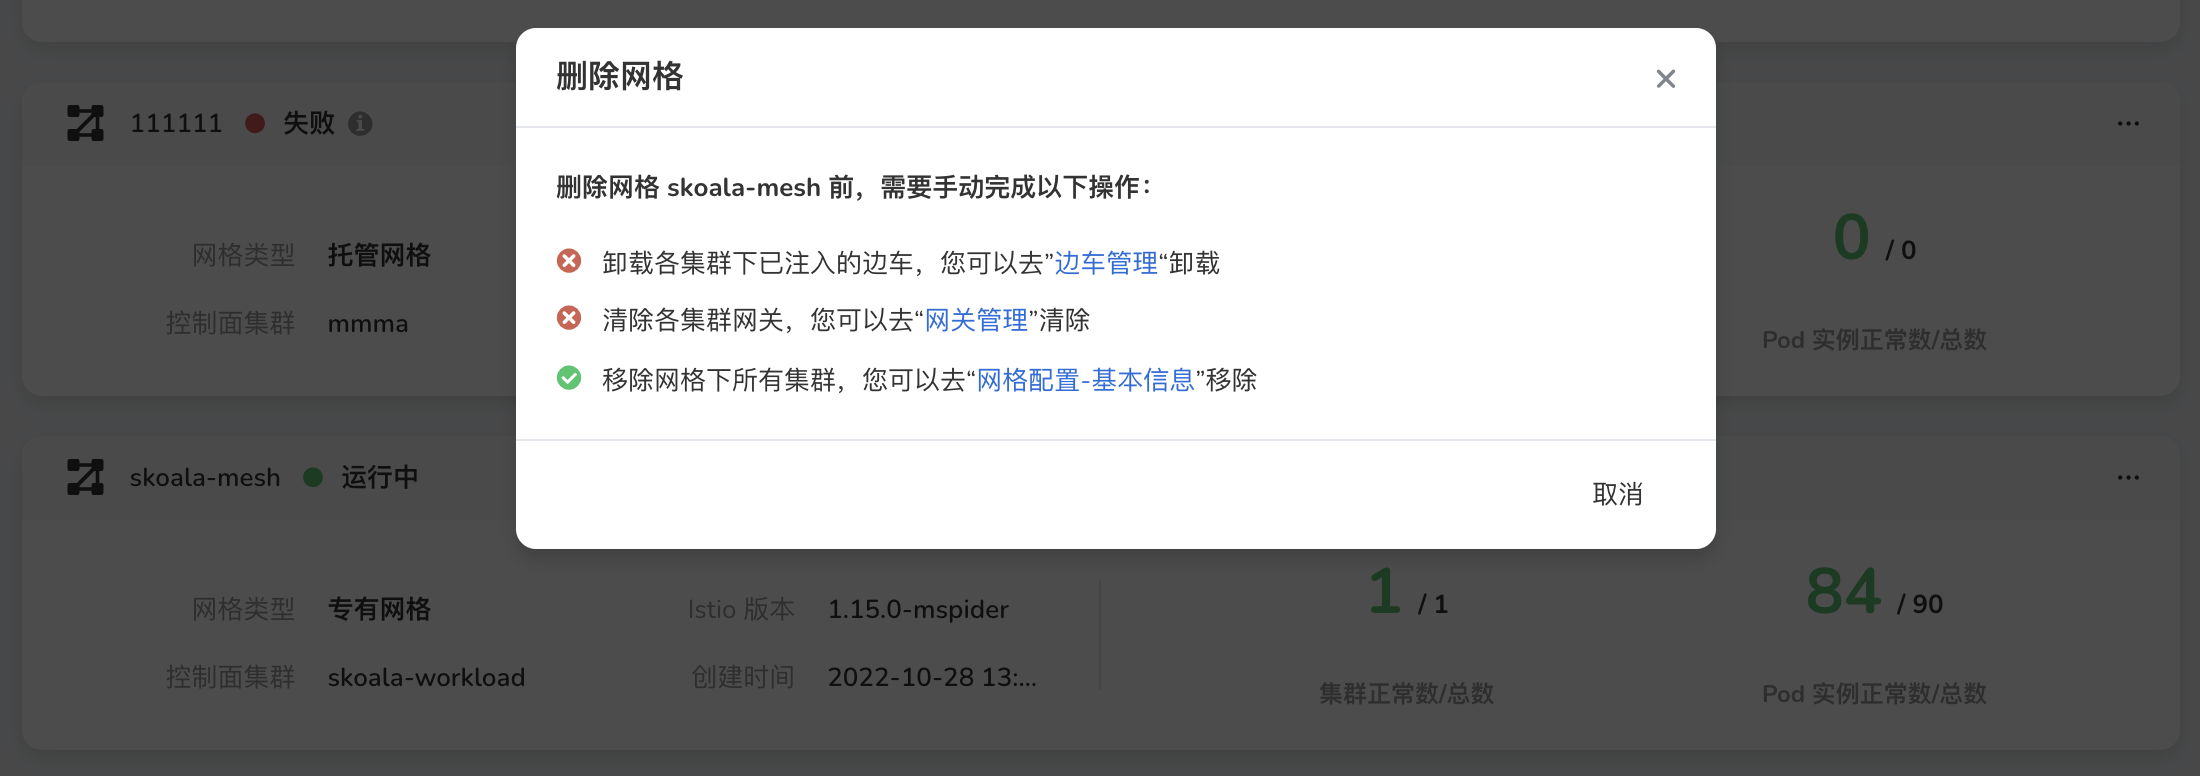 删除网格
删除网格 skoala-mesh 前，需要手动完成以下操作：
卸载各集群下已注入的边车，您可以去”边车管理“卸载
清除各集群网关，您可以去“网关管理”清除
移除网格下所有集群，您可以去“网格配置-基本信息”移除
取消
111111 失败
网格类型 托管网格
控制面集群 mmma
0 / 0
Pod 实例正常数/总数
skoala-mesh 运行中
网格类型 专有网格 Istio 版本 1.15.0-mspider
控制面集群 skoala-workload 创建时间 2022-10-28 13:...
1 / 1
集群正常数/总数
84 / 90
Pod 实例正常数/总数